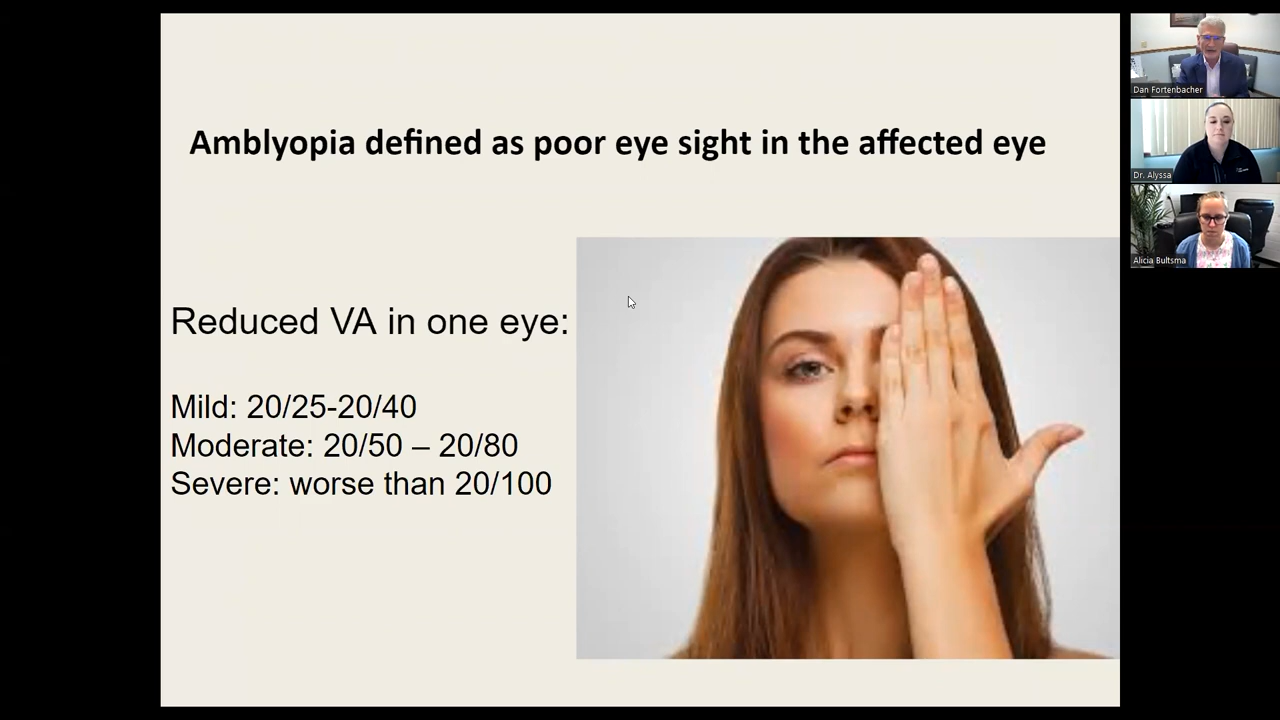 Amblyopia defined as poor eye sight in the affected eye
Reduced VA in one eye:
Mild: 20/25-20/40
Moderate: 20/50 – 20/80
Severe: worse than 20/100
Dan Fortenbacher
Dr. Alyssa
Alicia Bultsma